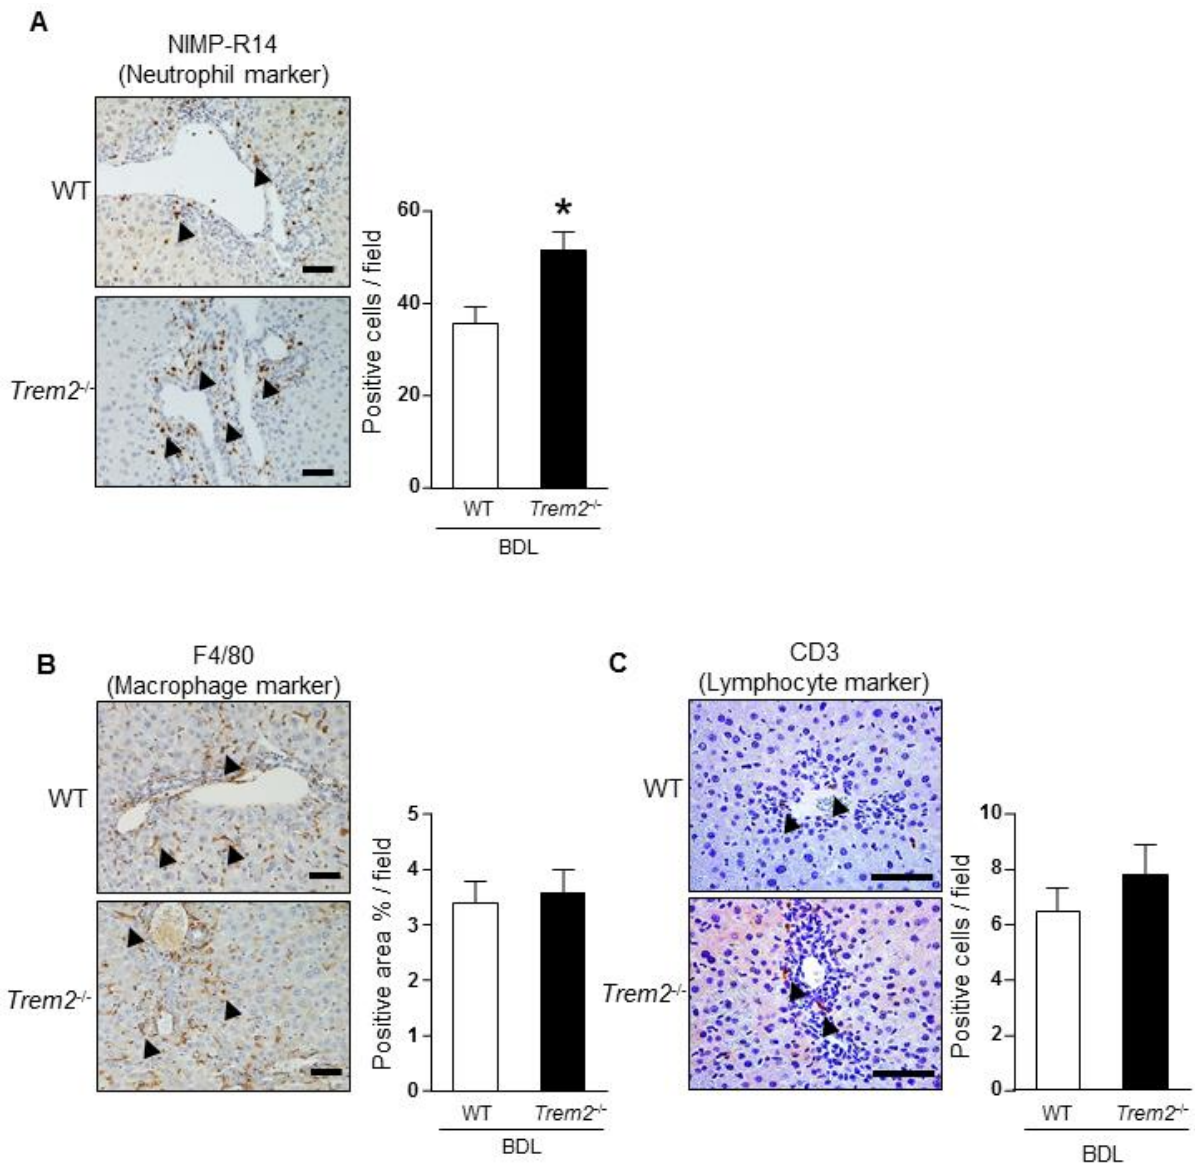 A
NIMP-R14
(Neutrophil marker)
WT
Trem2-/-
Positive cells / field
60
40
20
0
*
WT
Trem2-/-
BDL
B
F4/80
(Macrophage marker)
WT
Trem2-/-
Positive area % / field
5
4
3
2
1
0
WT
Trem2-/-
BDL
C
CD3
(Lymphocyte marker)
WT
Trem2-/-
Positive cells / field
10
8
6
4
2
0
WT
Trem2-/-
BDL